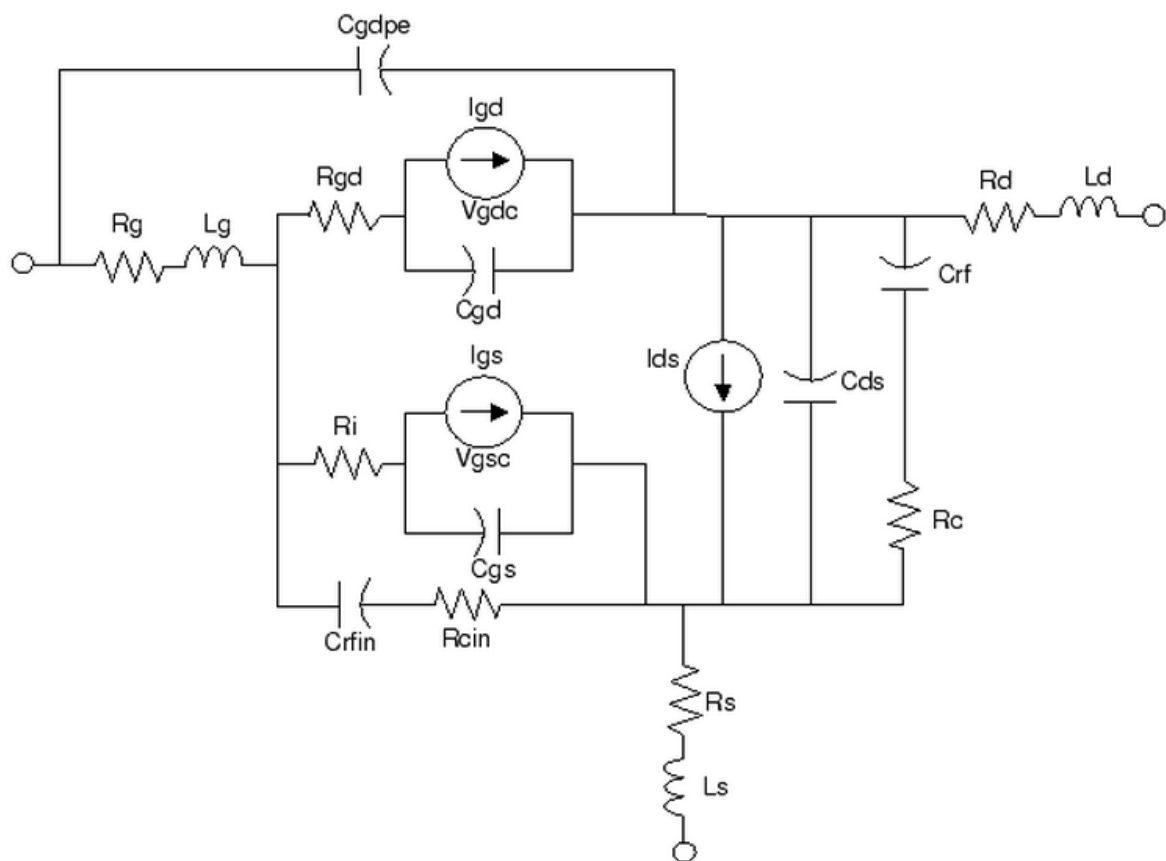 Cgdpe
Igd
Rgd
Vgdc
Rd
Ld
Rg
Lg
Crf
Cgd
Igs
Ids
Cds
Ri
Vgsc
Rc
Cgs
Crfin
Rcin
Rs
Ls